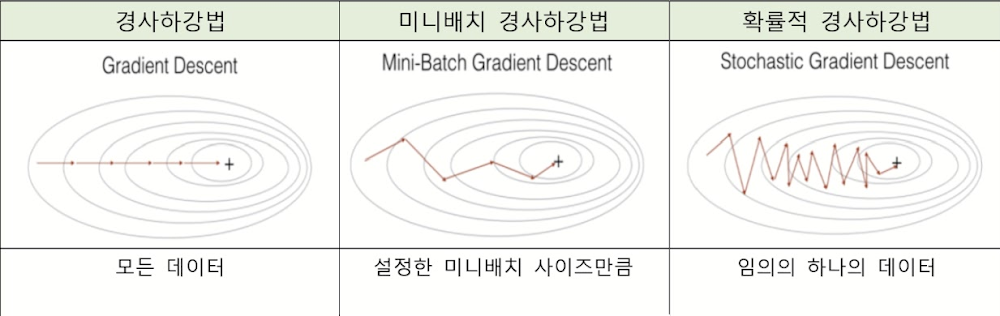 경사하강법
미니배치 경사하강법
확률적 경사하강법
Gradient Descent
Mini-Batch Gradient Descent
Stochastic Gradient Descent
모든 데이터
설정한 미니배치 사이즈만큼
임의의 하나의 데이터